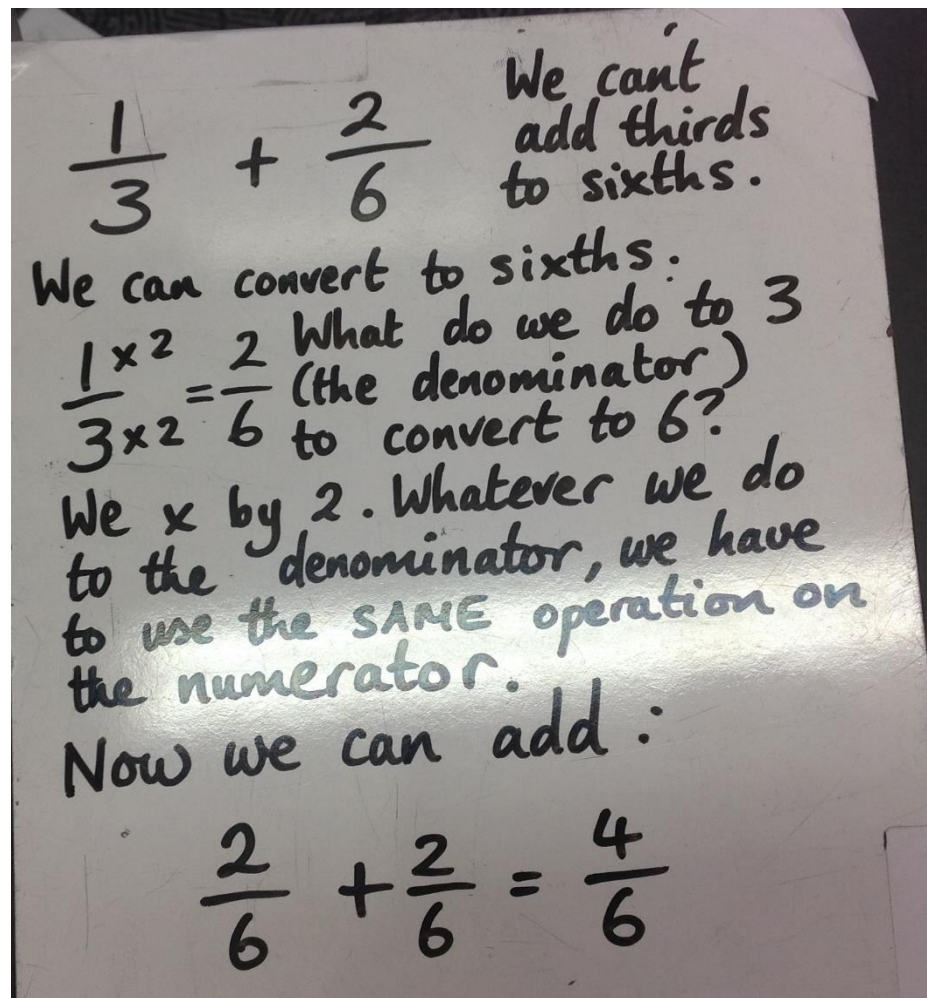 1/3 + 2/6
We can't
add thirds
to sixths.
We can convert to sixths.
1 × 2 / 3 × 2 = 2/6
What do we do to 3
(the denominator)
to convert to 6?
We x by 2. Whatever we do
to the denominator, we have
to use the SAME operation on
the numerator.
Now we can add :
2/6 + 2/6 = 4/6